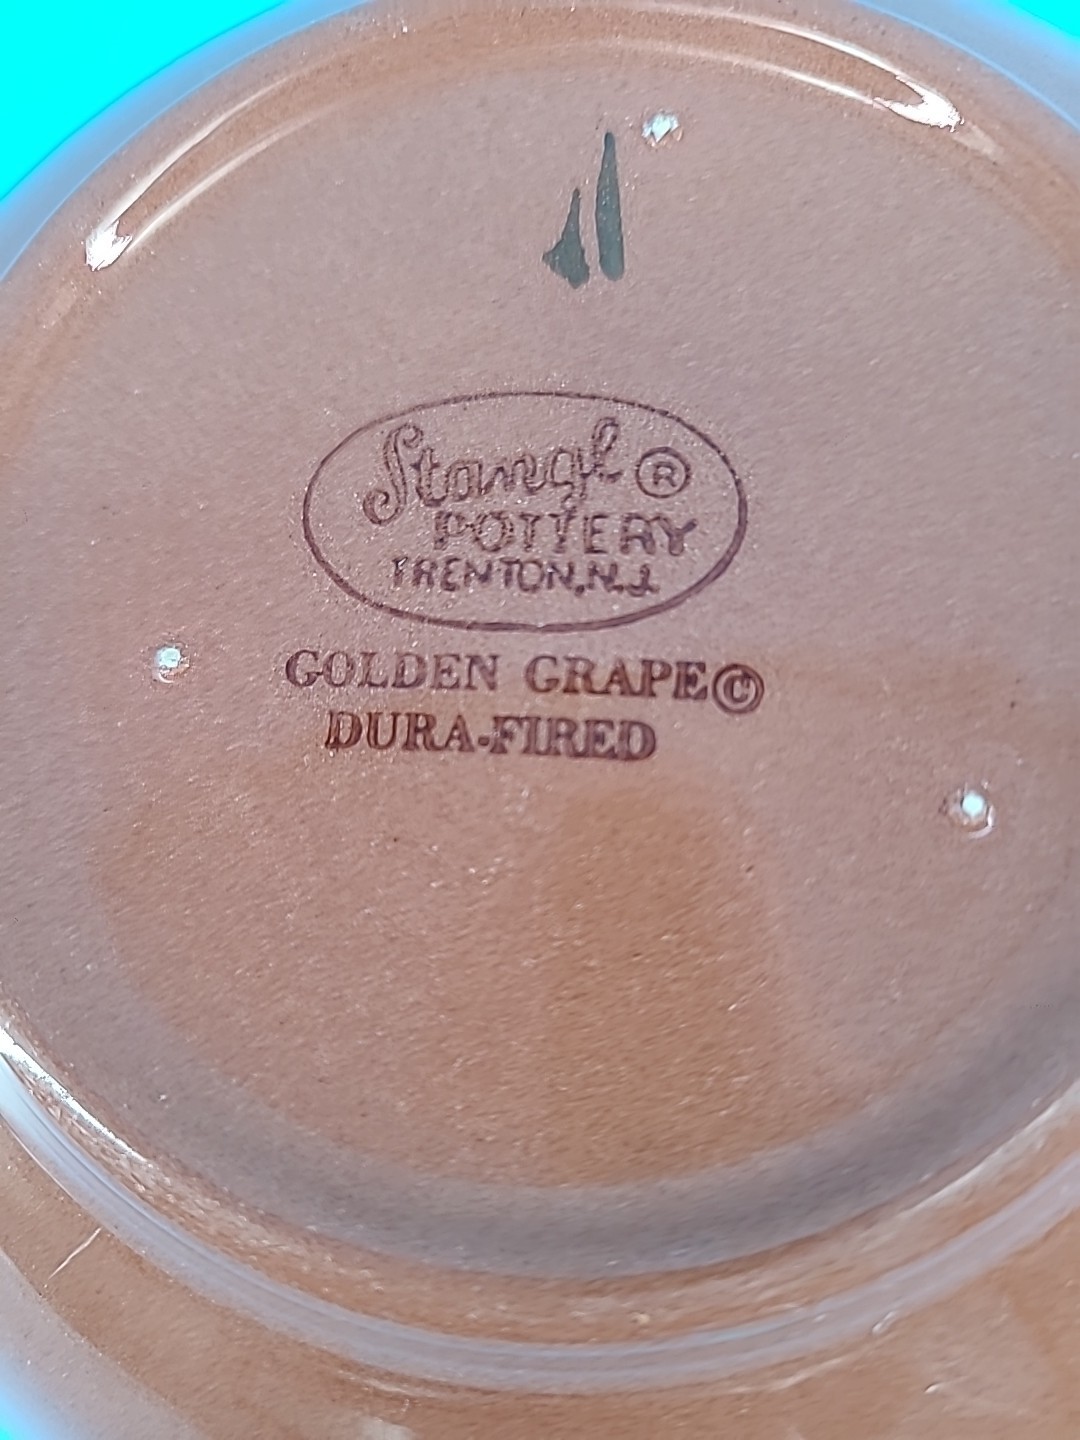 Stangl ®
POTTERY
TRENTON, N.J.
GOLDEN GRAPE ©
DURA-FIRED